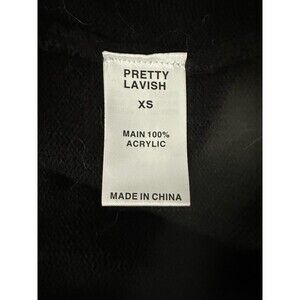 PRETTY
LAVISH
XS
MAIN 100%
ACRYLIC
MADE IN CHINA